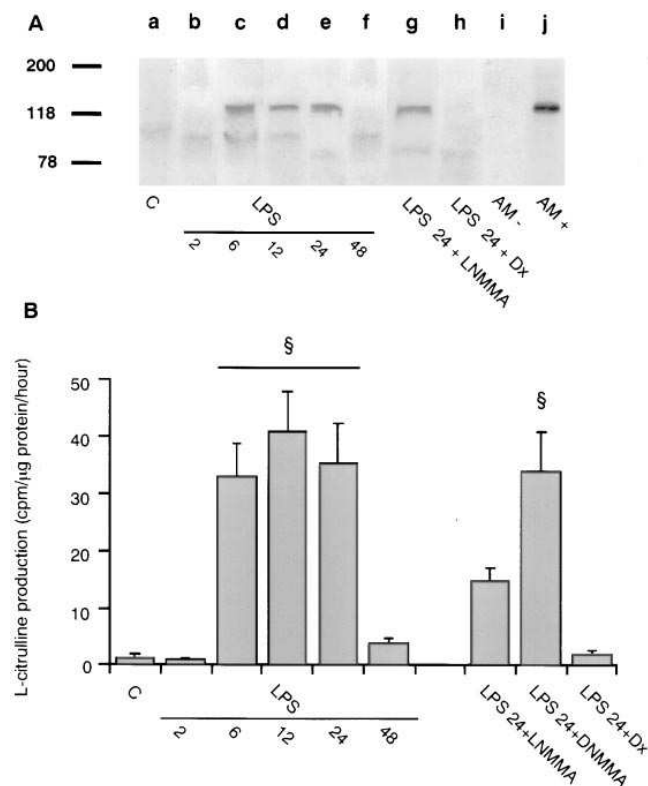 A
a b c d e f g h i j
200
118
78
C
LPS
2 6 12 24 48
LPS 24 + LNMMA
LPS 24 + Dx
AM -
AM +
B
§
§
L-citrulline production (cpm/µg protein/hour)
50
40
30
20
10
0
C
LPS
2 6 12 24 48
LPS 24+LNMMA
LPS 24+DNMMA
LPS 24+Dx